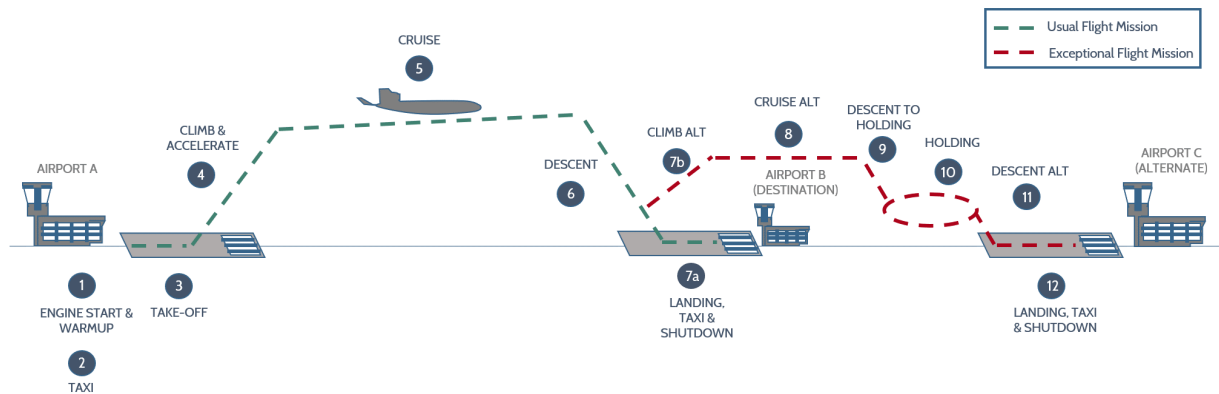 Usual Flight Mission
Exceptional Flight Mission
CRUISE
5
CLIMB &
ACCELERATE
4
AIRPORT A
1
ENGINE START &
WARMUP
2
TAXI
3
TAKE-OFF
DESCENT
6
CLIMB ALT
7b
CRUISE ALT
8
AIRPORT B
(DESTINATION)
7a
LANDING,
TAXI &
SHUTDOWN
DESCENT TO
HOLDING
9
HOLDING
10
DESCENT ALT
11
AIRPORT C
(ALTERNATE)
12
LANDING, TAXI
& SHUTDOWN